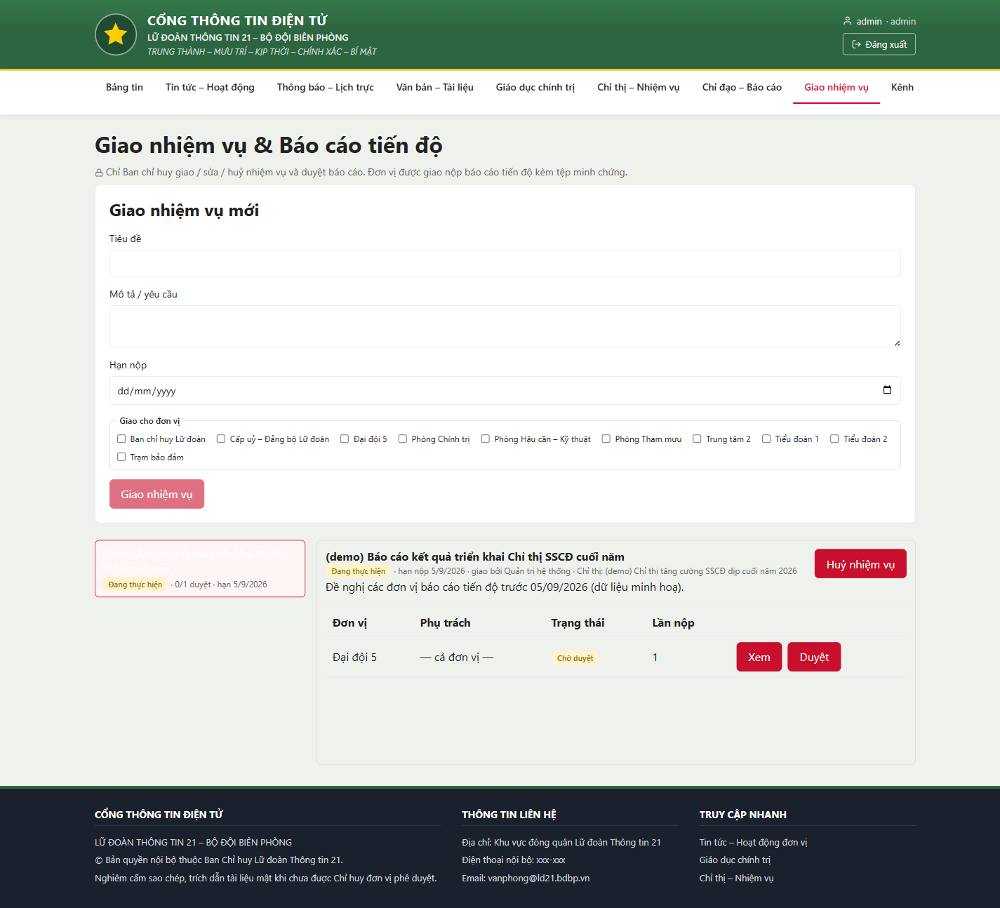 CỔNG THÔNG TIN ĐIỆN TỬ
LỮ ĐOÀN THÔNG TIN 21 – BỘ ĐỘI BIÊN PHÒNG
TRUNG THÀNH – MƯU TRÍ – KỊP THỜI – CHÍNH XÁC – BÍ MẬT
admin · admin
Đăng xuất
Bảng tin
Tin tức – Hoạt động
Thông báo – Lịch trực
Văn bản – Tài liệu
Giáo dục chính trị
Chỉ thị – Nhiệm vụ
Chỉ đạo – Báo cáo
Giao nhiệm vụ
Kênh
Giao nhiệm vụ & Báo cáo tiến độ
Chỉ Ban chỉ huy giao / sửa / huỷ nhiệm vụ và duyệt báo cáo. Đơn vị được giao nộp báo cáo tiến độ kèm tệp minh chứng.
Giao nhiệm vụ mới
Tiêu đề
Mô tả / yêu cầu
Hạn nộp
dd/mm/yyyy
Giao cho đơn vị
Ban chỉ huy Lữ đoàn
Cấp uỷ – Đảng bộ Lữ đoàn
Đại đội 5
Phòng Chính trị
Phòng Hậu cần – Kỹ thuật
Phòng Tham mưu
Trung tâm 2
Tiểu đoàn 1
Tiểu đoàn 2
Trạm bảo đảm
Giao nhiệm vụ
(demo) Báo cáo kết quả triển khai Chỉ thị
SSCĐ cuối năm
Đang thực hiện · 0/1 duyệt · hạn 5/9/2026
(demo) Báo cáo kết quả triển khai Chỉ thị SSCĐ cuối năm
Đang thực hiện · hạn nộp 5/9/2026 · giao bởi Quản trị hệ thống · Chỉ thị: (demo) Chỉ thị tăng cường SSCĐ dịp cuối năm 2026
Đề nghị các đơn vị báo cáo tiến độ trước 05/09/2026 (dữ liệu minh hoạ).
Huỷ nhiệm vụ
Đơn vị
Phụ trách
Trạng thái
Lần nộp
Đại đội 5
— cả đơn vị —
Chờ duyệt
1
Xem
Duyệt
CỔNG THÔNG TIN ĐIỆN TỬ
LỮ ĐOÀN THÔNG TIN 21 – BỘ ĐỘI BIÊN PHÒNG
© Bản quyền nội bộ thuộc Ban Chỉ huy Lữ đoàn Thông tin 21.
Nghiêm cấm sao chép, trích dẫn tài liệu mật khi chưa được Chỉ huy đơn vị phê duyệt.
THÔNG TIN LIÊN HỆ
Địa chỉ: Khu vực đóng quân Lữ đoàn Thông tin 21
Điện thoại nội bộ: xxx-xxx
Email: vanphong@ld21.bdbp.vn
TRUY CẬP NHANH
Tin tức – Hoạt động đơn vị
Giáo dục chính trị
Chỉ thị – Nhiệm vụ